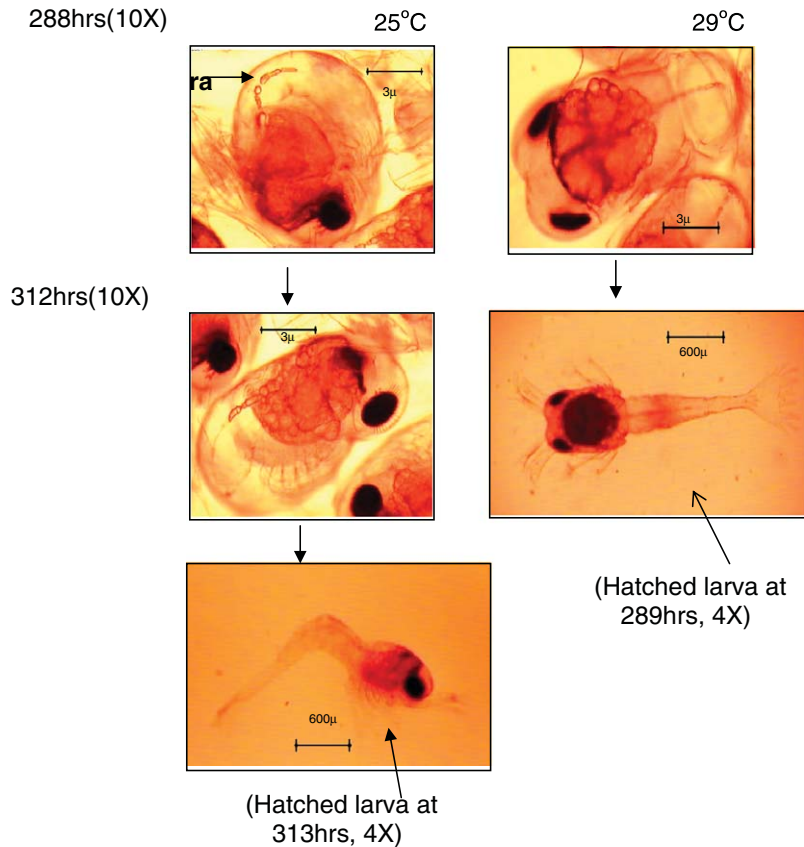 288hrs(10X)
25°C
29°C
ra
3µ
3µ
312hrs(10X)
3µ
600µ
(Hatched larva at
289hrs, 4X)
600µ
(Hatched larva at
313hrs, 4X)